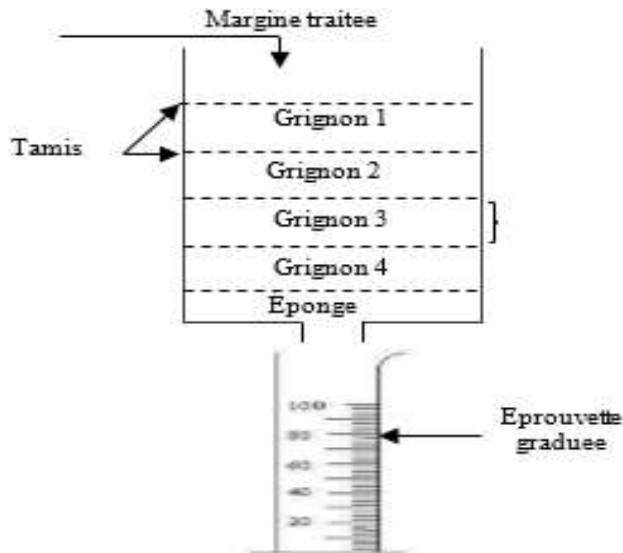 Margine traitee
Grignon 1
Tamis
Grignon 2
Grignon 3
Grignon 4
Eponge
100
80
60
40
20
Eprouvette
graduee